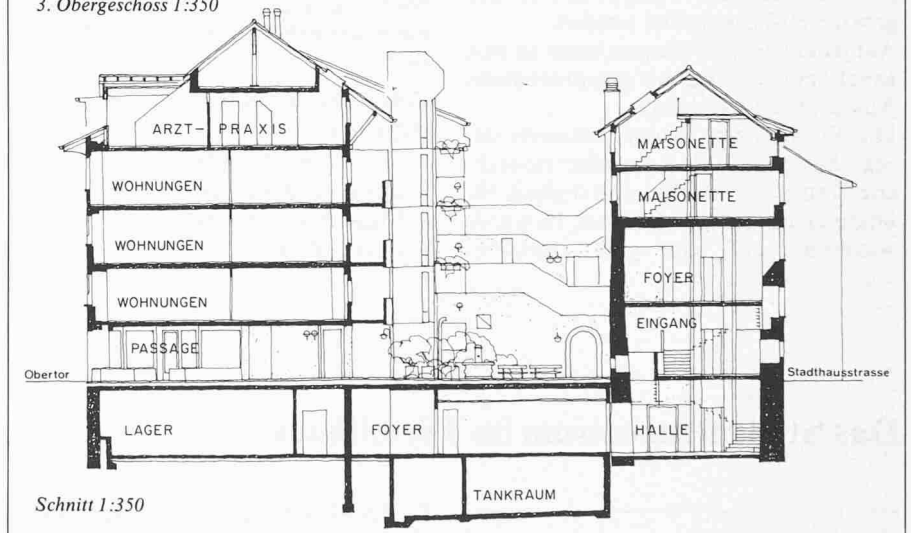 3. Obergeschoss 1:350
ARZT-PRAXIS
MAISONETTE
WOHNUNGEN
MAISONETTE
WOHNUNGEN
FOYER
WOHNUNGEN
EINGANG
PASSAGE
Obertor
Stadthausstrasse
LAGER
FOYER
HALLE
TANKRAUM
Schnitt 1:350